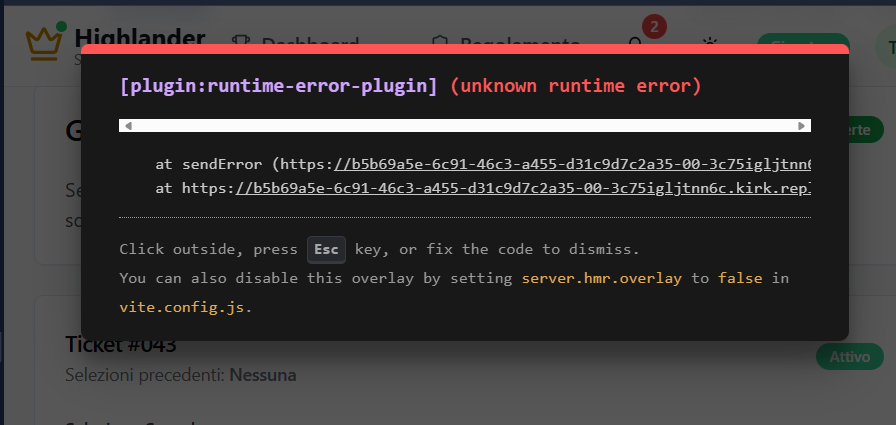 Highlander
Dashboard
Regolamento
2
[plugin:runtime-error-plugin] (unknown runtime error)
at sendError (https://b5b69a5e-6c91-46c3-a455-d31c9d7c2a35-00-3c75igljtnn6
at https://b5b69a5e-6c91-46c3-a455-d31c9d7c2a35-00-3c75igljtnn6c.kirk.repl
Click outside, press Esc key, or fix the code to dismiss.
You can also disable this overlay by setting server.hmr.overlay to false in
vite.config.js.
Ticket #043
Attivo
Selezioni precedenti: Nessuna